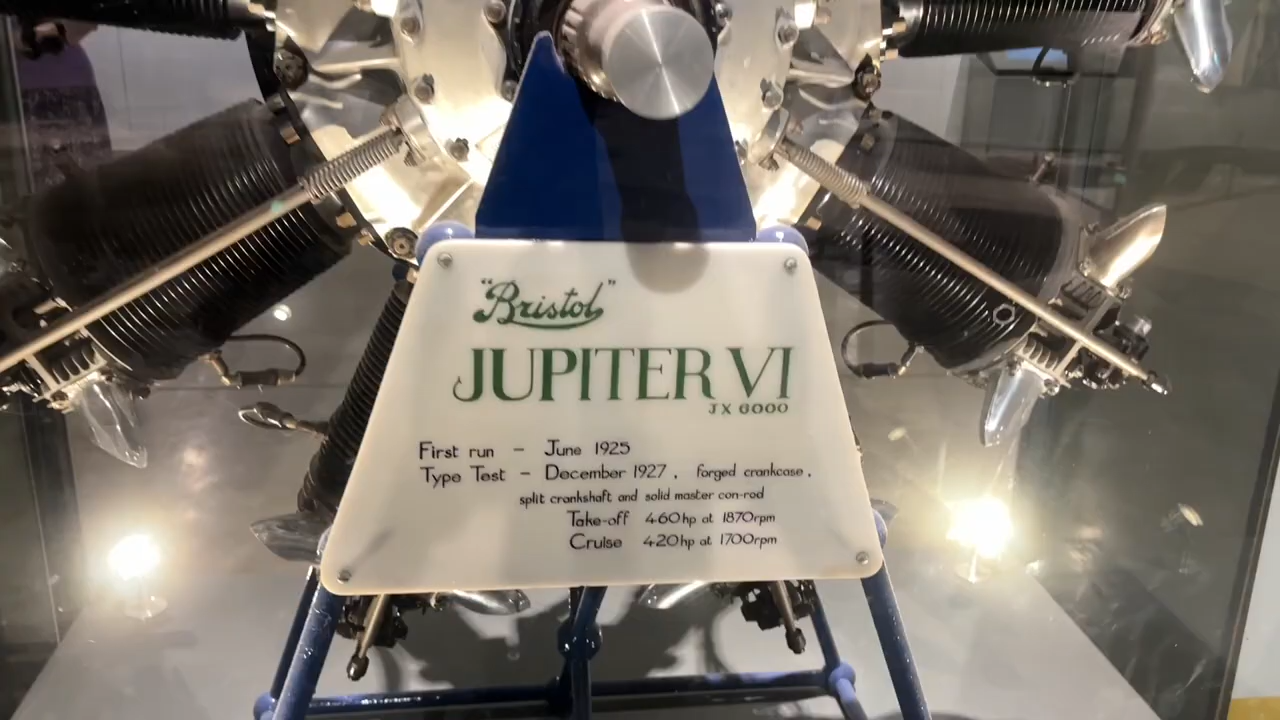 "Bristol"
JUPITER VI
JX 6000
First run – June 1925
Type Test – December 1927, forged crankcase,
split crankshaft and solid master con-rod
Take-off 460hp at 1870rpm
Cruise 420hp at 1700rpm